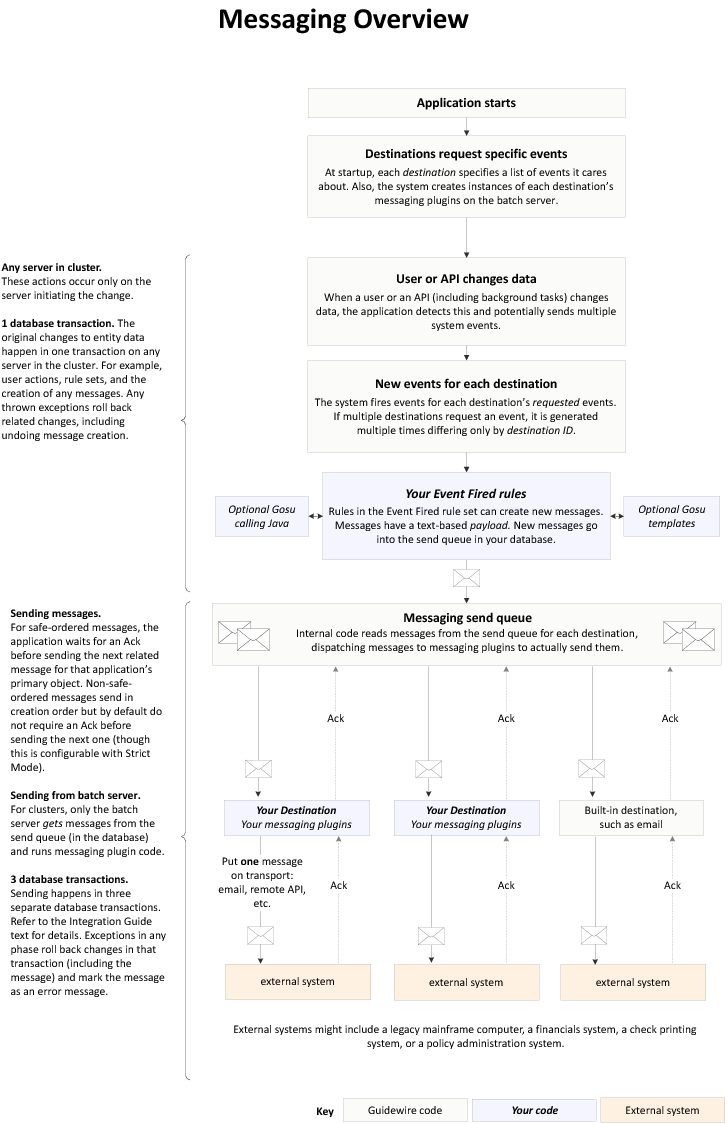 Messaging Overview
Application starts
Destinations request specific events
At startup, each destination specifies a list of events it cares
about. Also, the system creates instances of each destination's
messaging plugins on the batch server.
Any server in cluster.
These actions occur only on the
server initiating the change.
1 database transaction. The
original changes to entity data
happen in one transaction on any
server in the cluster. For example,
user actions, rule sets, and the
creation of any messages. Any
thrown exceptions roll back
related changes, including
undoing message creation.
User or API changes data
When a user or an API (including background tasks) changes
data, the application detects this and potentially sends multiple
system events.
New events for each destination
The system fires events for each destination's requested events.
If multiple destinations request an event, it is generated
multiple times differing only by destination ID.
Optional Gosu
calling Java
Your Event Fired rules
Rules in the Event Fired rule set can create new messages.
Messages have a text-based payload. New messages go
into the send queue in your database.
Optional Gosu
templates
Sending messages.
For safe-ordered messages, the
application waits for an Ack
before sending the next related
message for that application's
primary object. Non-safe-
ordered messages send in
creation order but by default do
not require an Ack before
sending the next one (though
this is configurable with Strict
Mode).
Sending from batch server.
For clusters, only the batch
server gets messages from the
send queue (in the database)
and runs messaging plugin code.
3 database transactions.
Sending happens in three
separate database transactions.
Refer to the Integration Guide
text for details. Exceptions in any
phase roll back changes in that
transaction (including the
message) and mark the message
as an error message.
Messaging send queue
Internal code reads messages from the send queue for each destination,
dispatching messages to messaging plugins to actually send them.
Ack
Ack
Ack
Your Destination
Your messaging plugins
Your Destination
Your messaging plugins
Built-in destination,
such as email
Put one message
on transport:
email, remote API,
etc.
Ack
Ack
Ack
external system
external system
external system
External systems might include a legacy mainframe computer, a financials system, a check printing
system, or a policy administration system.
Key
Guidewire code
Your code
External system